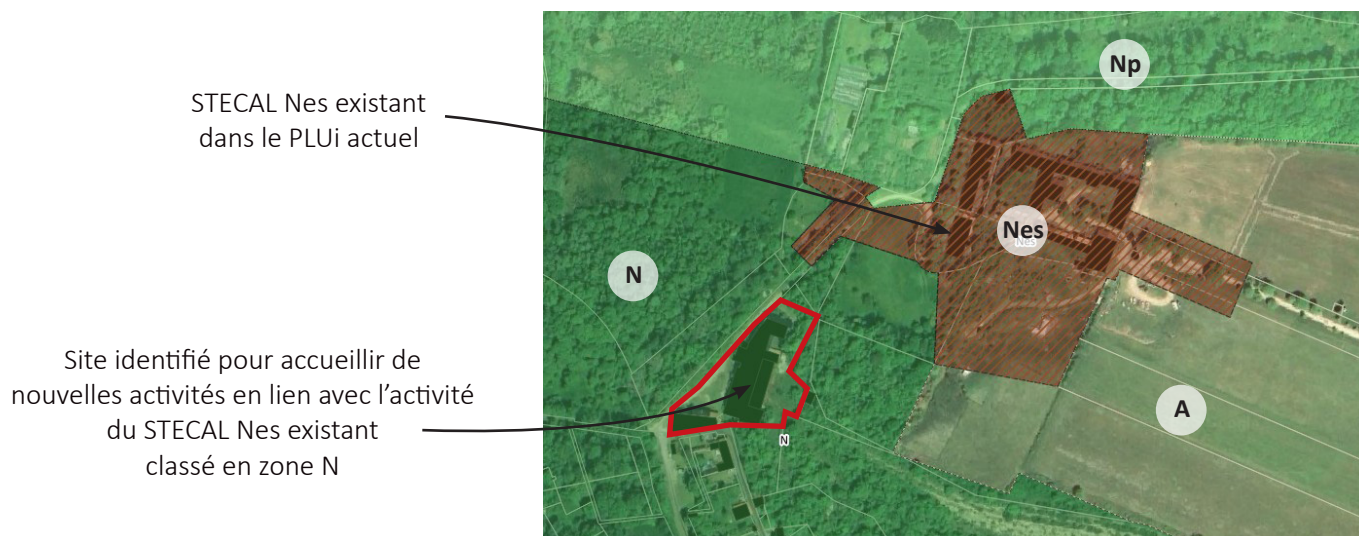 STECAL Nes existant
dans le PLUi actuel
Np
Nes
Nes
N
Site identifié pour accueillir de
nouvelles activités en lien avec l’activité
du STECAL Nes existant
classé en zone N
A
N